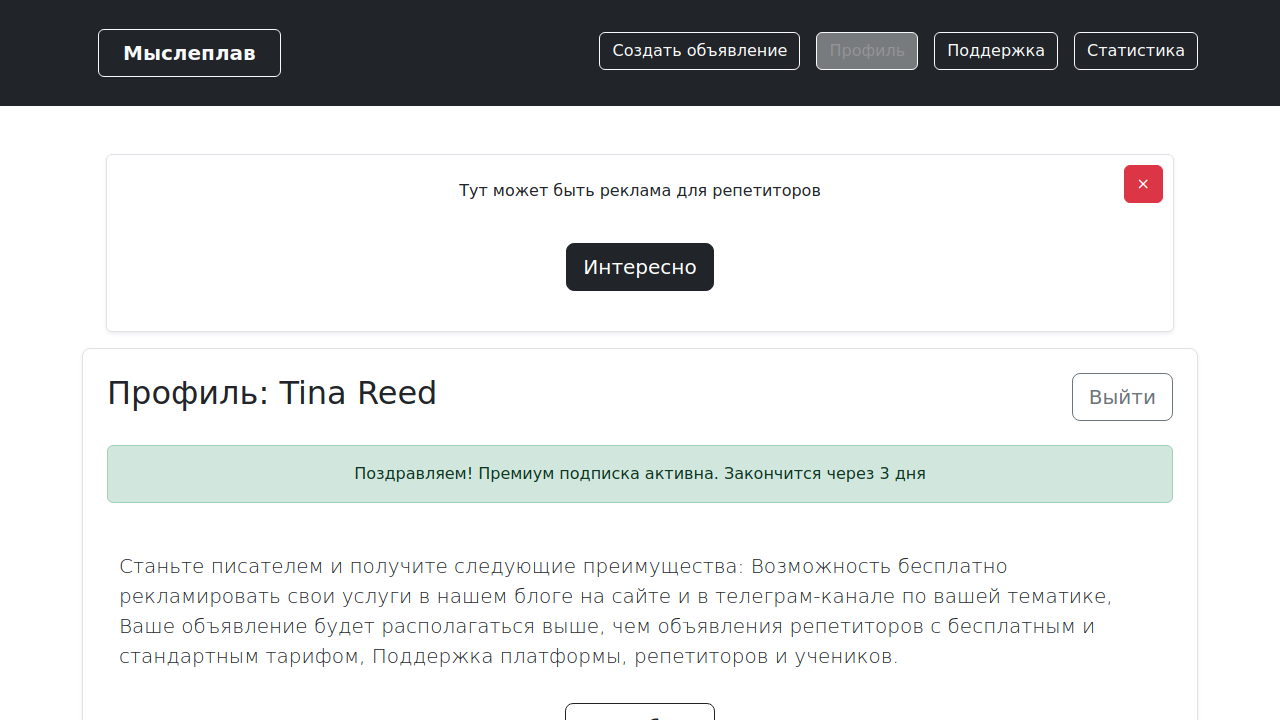 Мыслеплав
Создать объявление
Профиль
Поддержка
Статистика
Тут может быть реклама для репетиторов
×
Интересно
Профиль: Tina Reed
Выйти
Поздравляем! Премиум подписка активна. Закончится через 3 дня
Станьте писателем и получите следующие преимущества: Возможность бесплатно
рекламировать свои услуги в нашем блоге на сайте и в телеграм-канале по вашей тематике,
Ваше объявление будет располагаться выше, чем объявления репетиторов с бесплатным и
стандартным тарифом, Поддержка платформы, репетиторов и учеников.